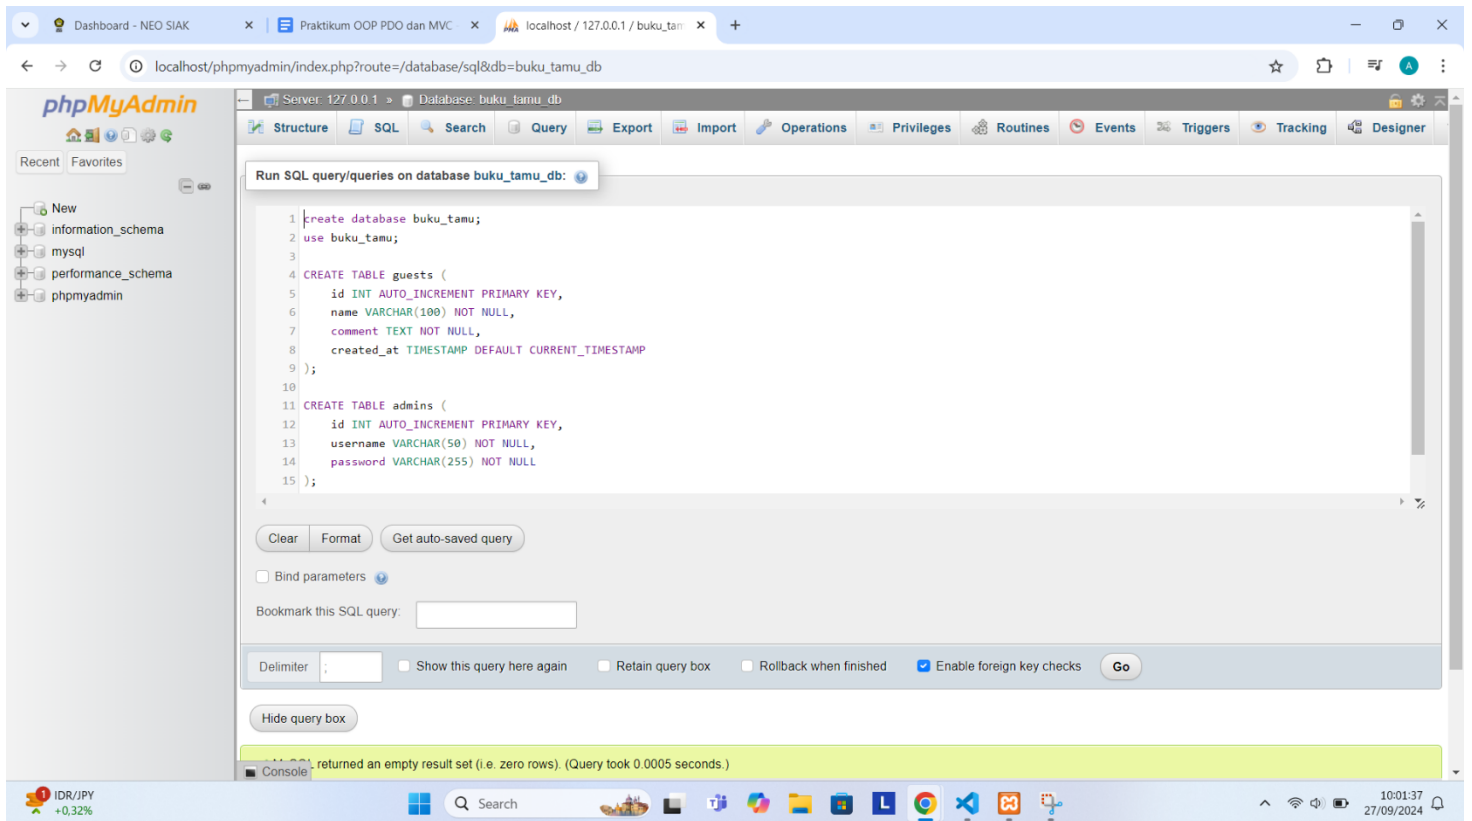 Dashboard - NEO SIAK
Praktikum OOP PDO dan MVC -
localhost / 127.0.0.1 / buku_tam
localhost/phpmyadmin/index.php?route=/database/sql&db=buku_tamu_db
A
phpMyAdmin
Recent Favorites
New
information_schema
mysql
performance_schema
phpmyadmin
Server: 127.0.0.1 » Database: buku_tamu_db
Structure SQL Search Query Export Import Operations Privileges Routines Events Triggers Tracking Designer
Run SQL query/queries on database buku_tamu_db:
1 create database buku_tamu;
2 use buku_tamu;
3
4 CREATE TABLE guests (
5 id INT AUTO_INCREMENT PRIMARY KEY,
6 name VARCHAR(100) NOT NULL,
7 comment TEXT NOT NULL,
8 created_at TIMESTAMP DEFAULT CURRENT_TIMESTAMP
9 );
10
11 CREATE TABLE admins (
12 id INT AUTO_INCREMENT PRIMARY KEY,
13 username VARCHAR(50) NOT NULL,
14 password VARCHAR(255) NOT NULL
15 );
Clear Format Get auto-saved query
Bind parameters
Bookmark this SQL query:
Delimiter ; Show this query here again Retain query box Rollback when finished Enable foreign key checks Go
Hide query box
returned an empty result set (i.e. zero rows). (Query took 0.0005 seconds.)
Console
1
IDR/JPY
+0,32%
Search
L
10:01:37
27/09/2024